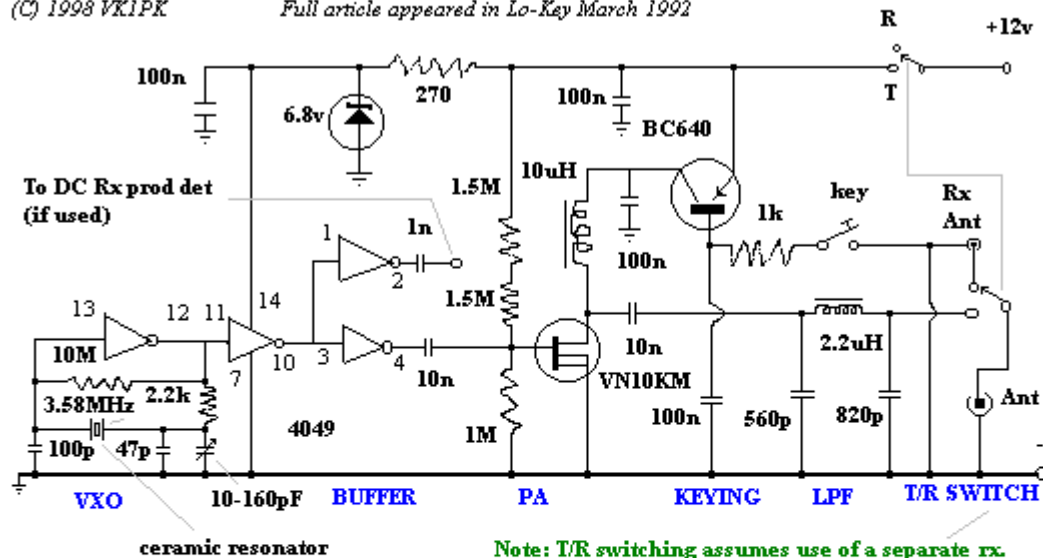 (C) 1998 VK1PK
Full article appeared in Lo-Key March 1992
R
+12v
100n
270
T
100n
6.8v
BC640
To DC Rx prod det
(if used)
1.5M
10uH
key
Rx
Ant
1k
1n
1
2
100n
1.5M
13
12
11
14
10M
7
10
3
4
10n
10n
2.2uH
VN10KM
3.58MHz
2.2k
100n
560p
820p
Ant
4049
1M
100p
47p
-
VXO
10-160pF
BUFFER
PA
KEYING
LPF
T/R SWITCH
ceramic resonator
Note: T/R switching assumes use of a separate rx.